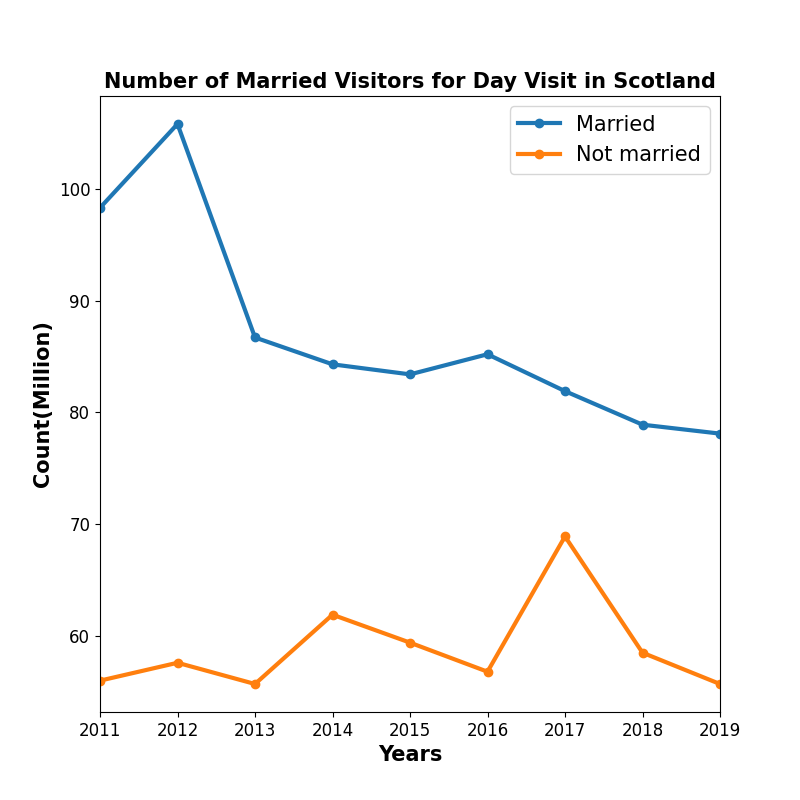 Number of Married Visitors for Day Visit in Scotland
Married
Not married
100
90
80
70
60
Count(Million)
2011 2012 2013 2014 2015 2016 2017 2018 2019
Years